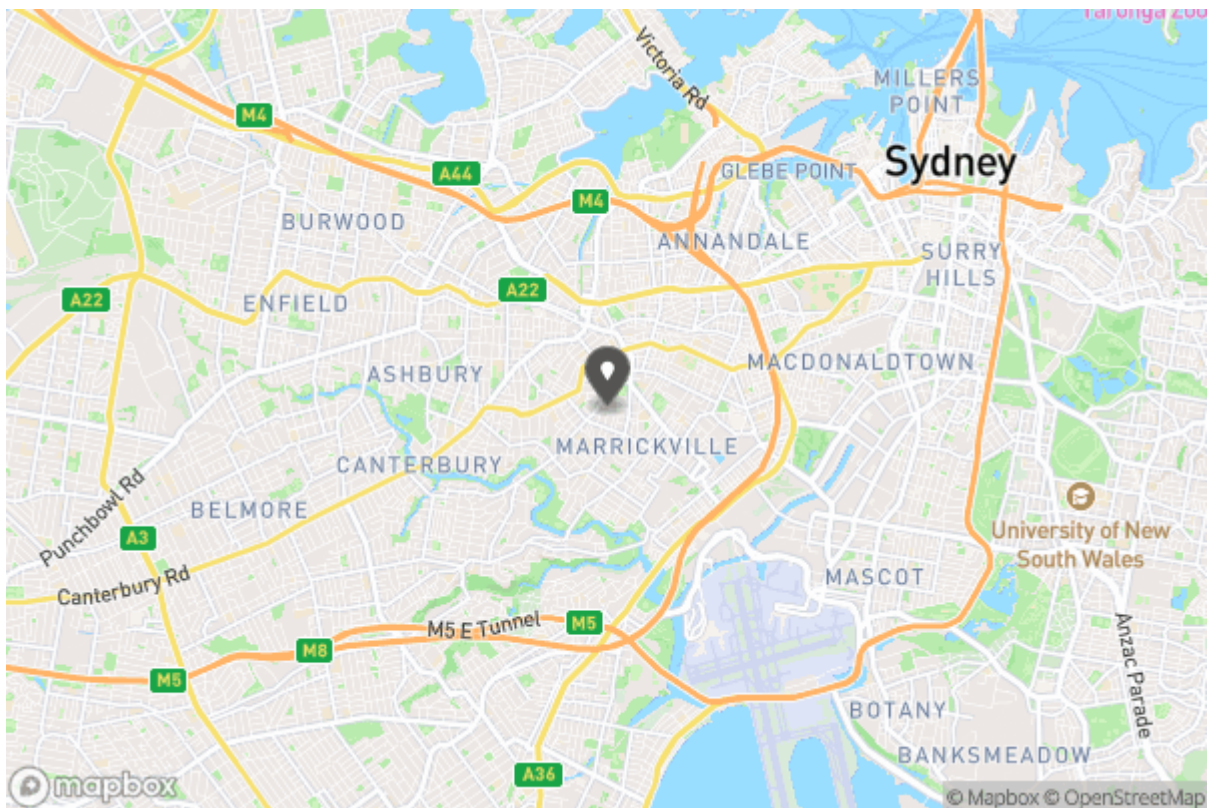 Taronga Zoo
Victoria Rd
MILLERS
POINT
M4
Sydney
A44
GLEBE POINT
M4
BURWOOD
ANNANDALE
SURRY
HILLS
A22
A22
ENFIELD
MACDONALDTOWN
ASHBURY
MARRICKVILLE
CANTERBURY
Punchbowl Rd
BELMORE
University of New
South Wales
A3
MASCOT
Canterbury Rd
M5 E Tunnel
M5
M8
M5
Anzac Parade
BOTANY
BANKSMEADOW
A36
mapbox
© Mapbox © OpenStreetMap